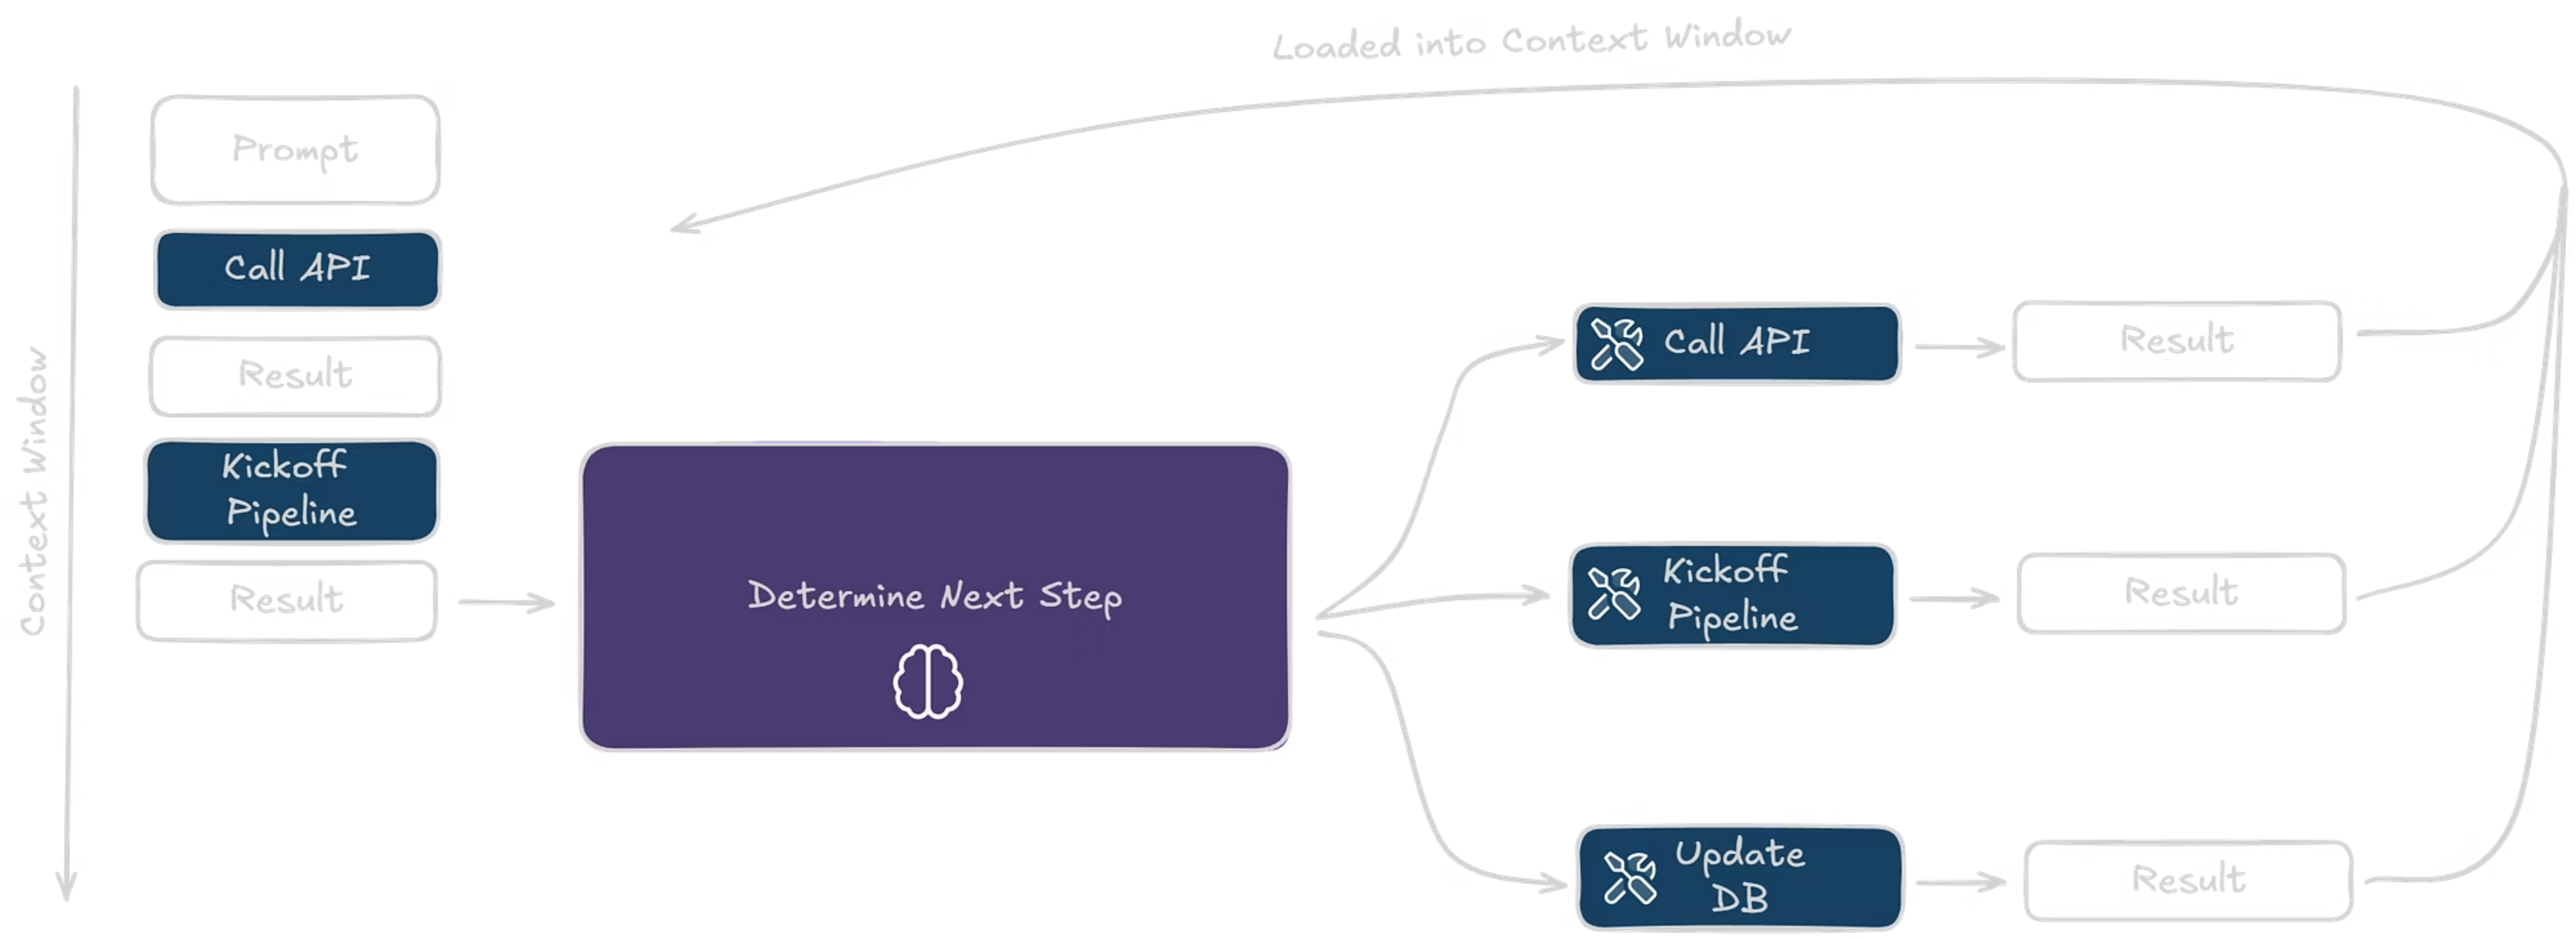 Loaded into Context Window
Context Window
Prompt
Call API
Result
Kickoff
Pipeline
Result
Determine Next Step
Call API
Result
Kickoff
Pipeline
Result
Update
DB
Result